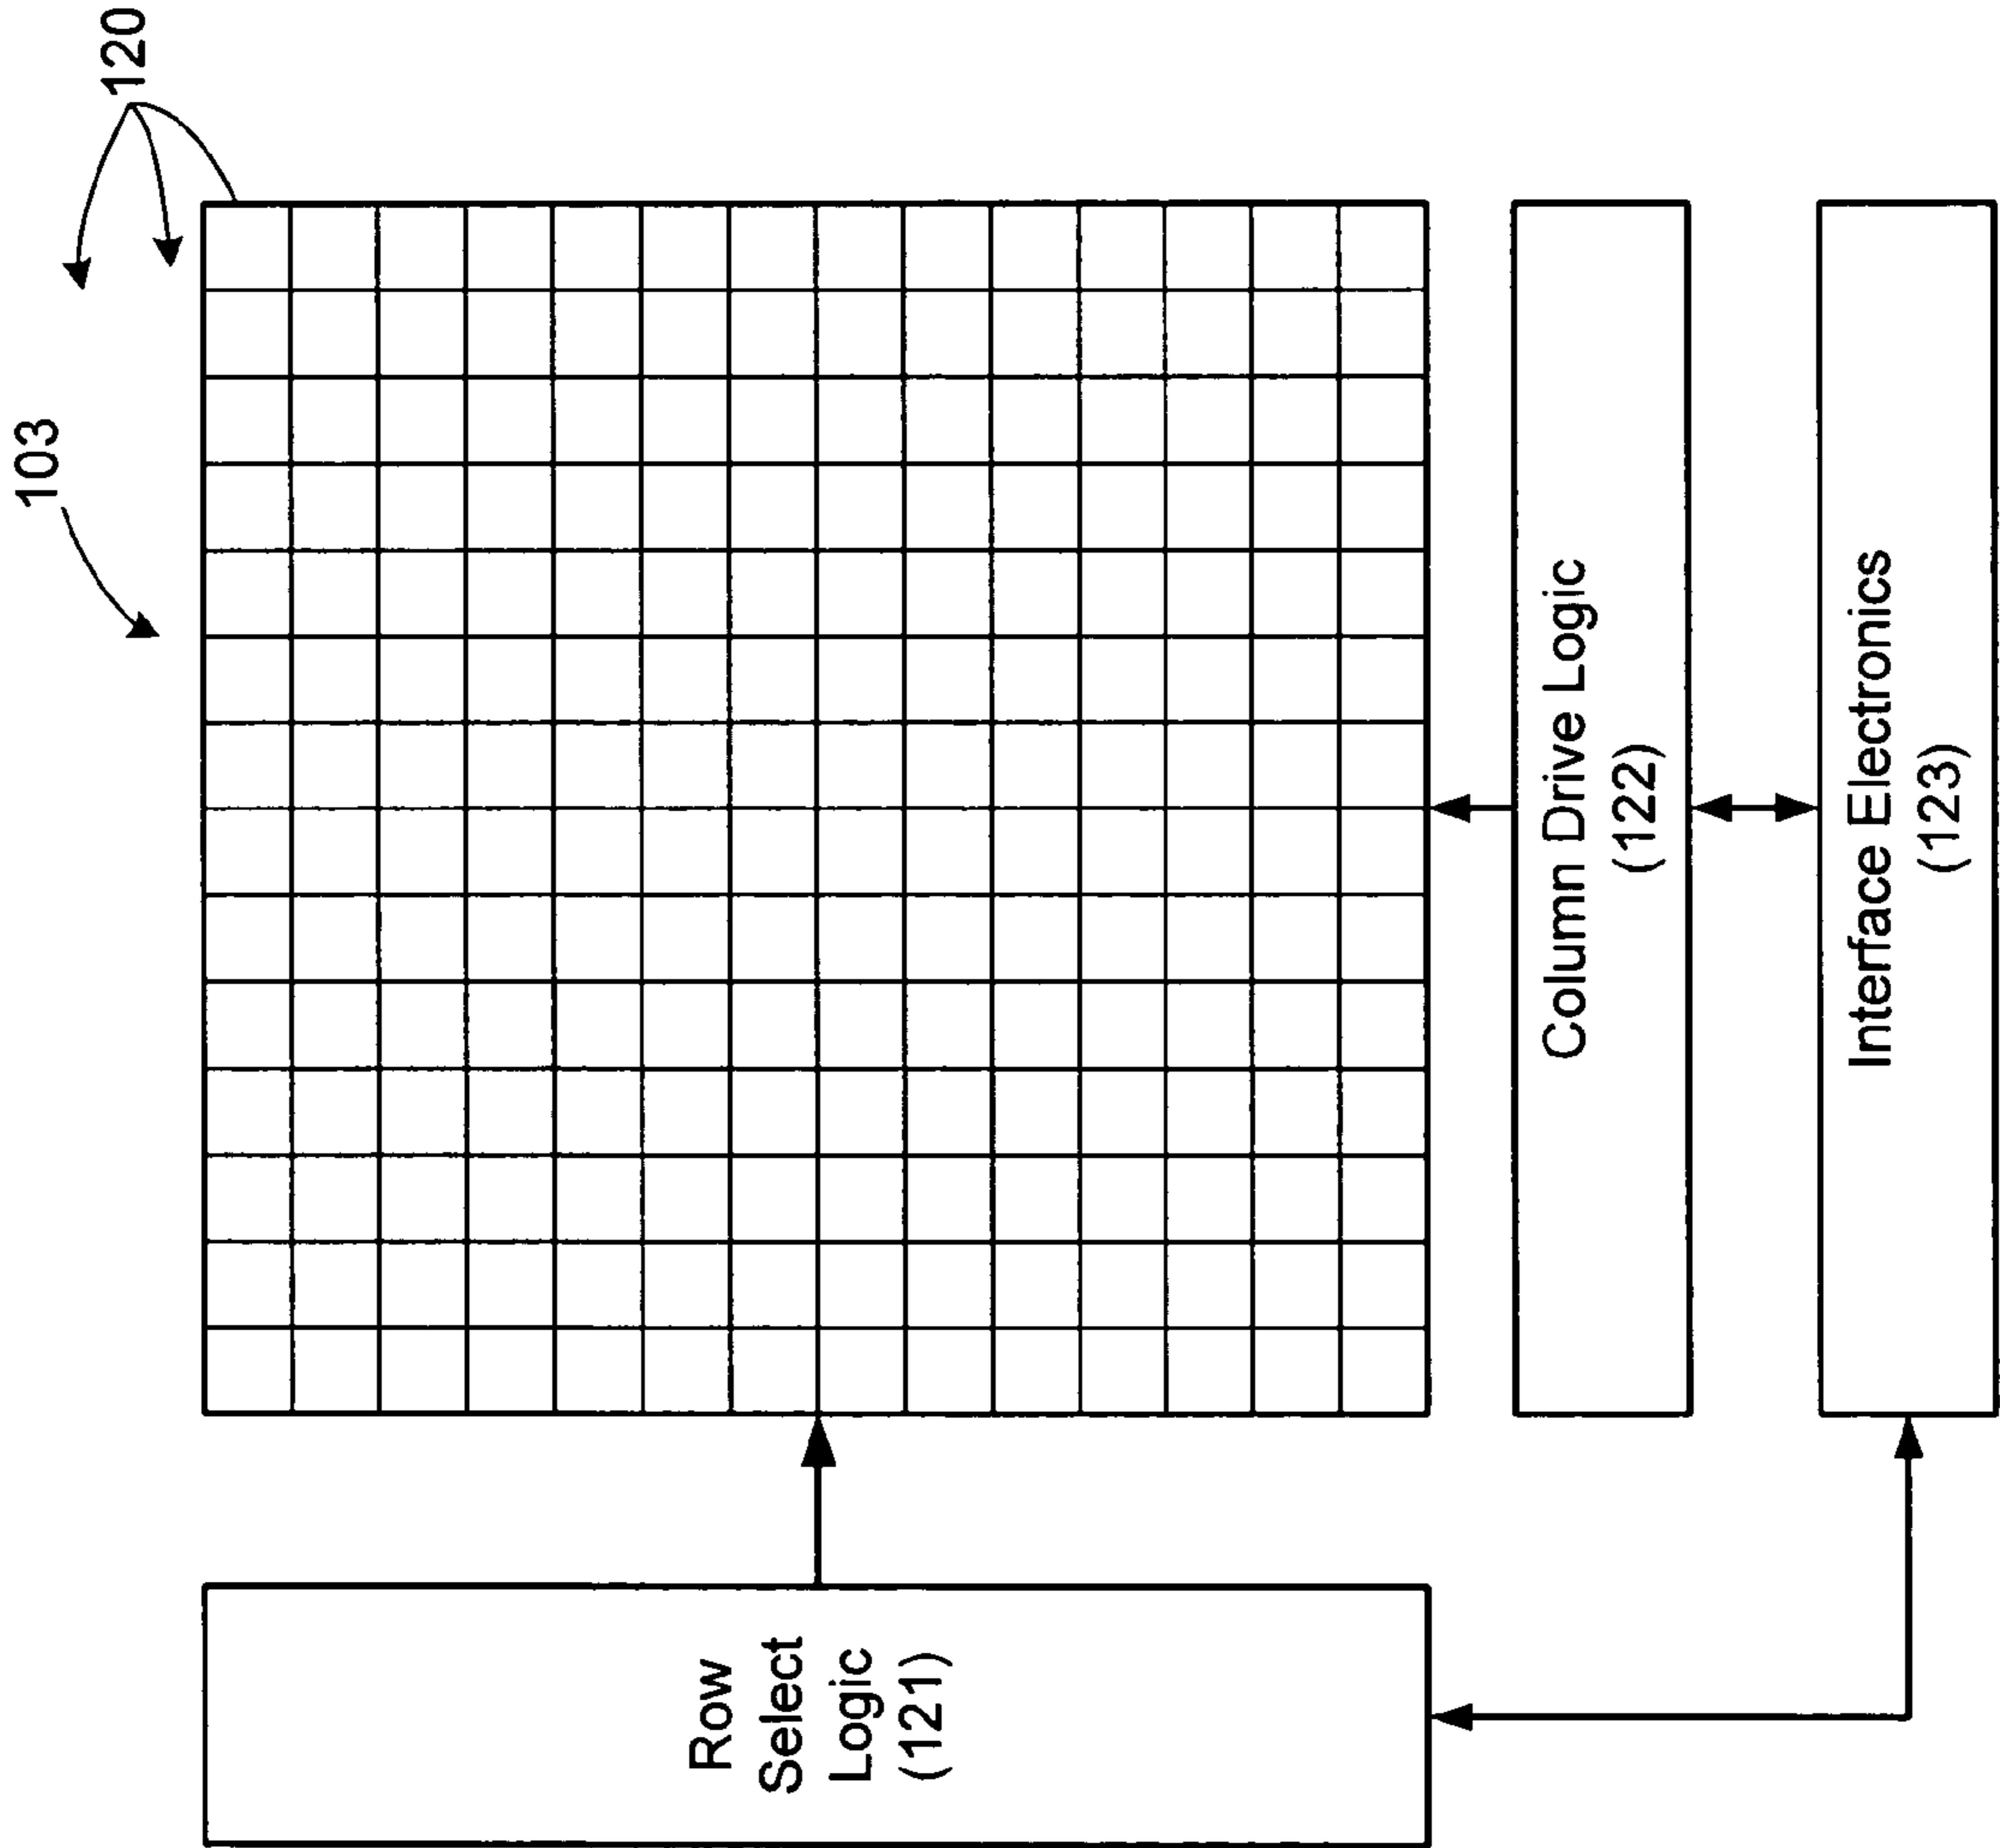 120
103
Row
Select
Logic
(121)
Column Drive Logic
(122)
Interface Electronics
(123)